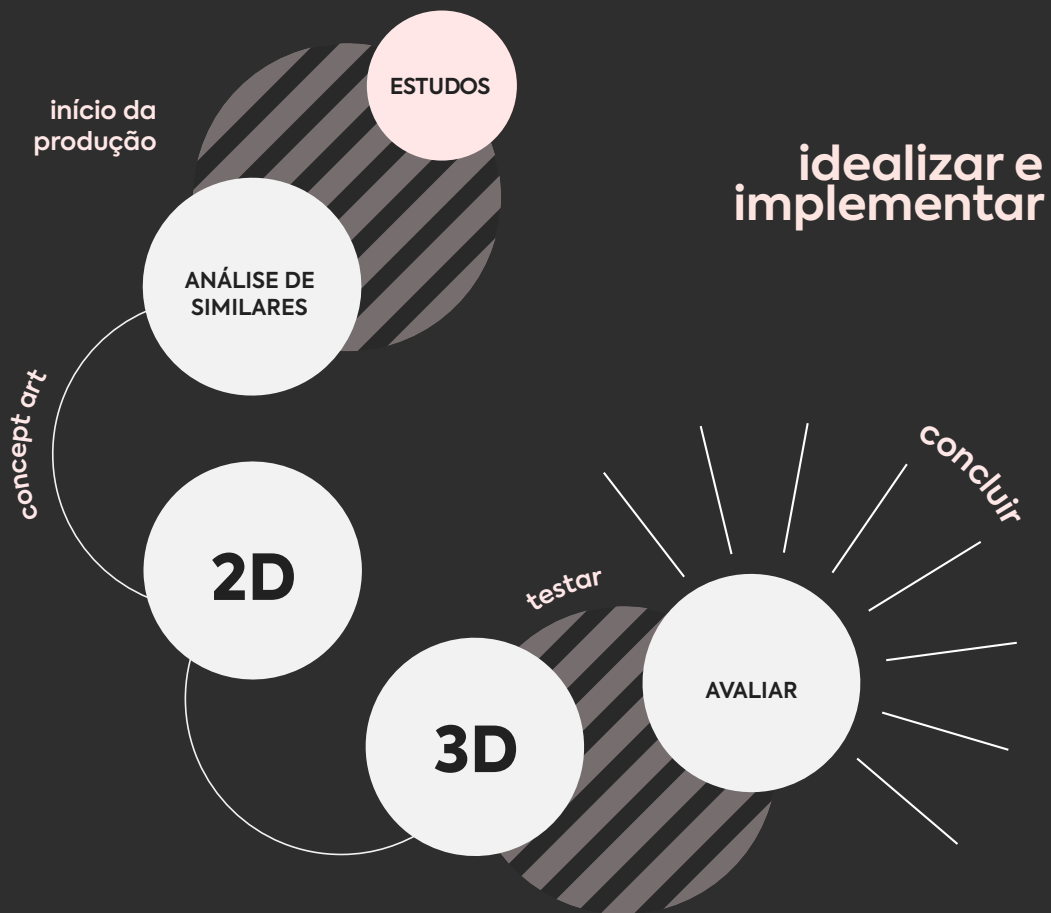 ESTUDOS
início da
produção
idealizar e
implementar
ANÁLISE DE
SIMILARES
concept art
2D
concluir
testar
3D
AVALIAR